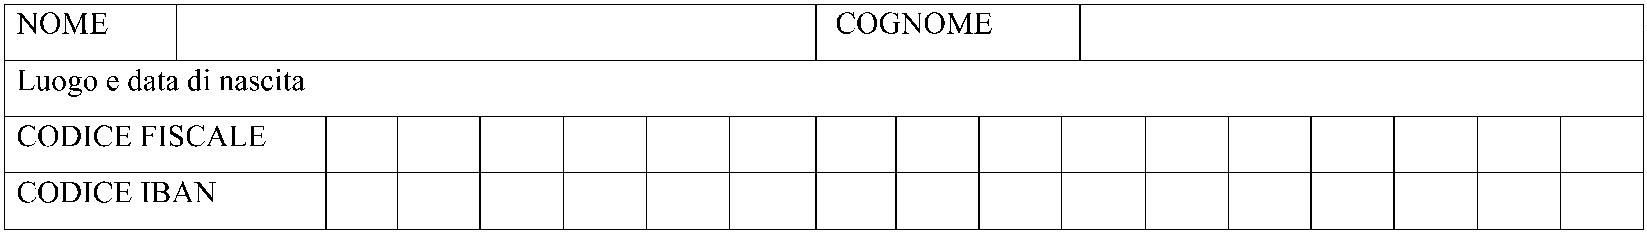 NOME COGNOME
Luogo e data di nascita
CODICE FISCALE
CODICE IBAN